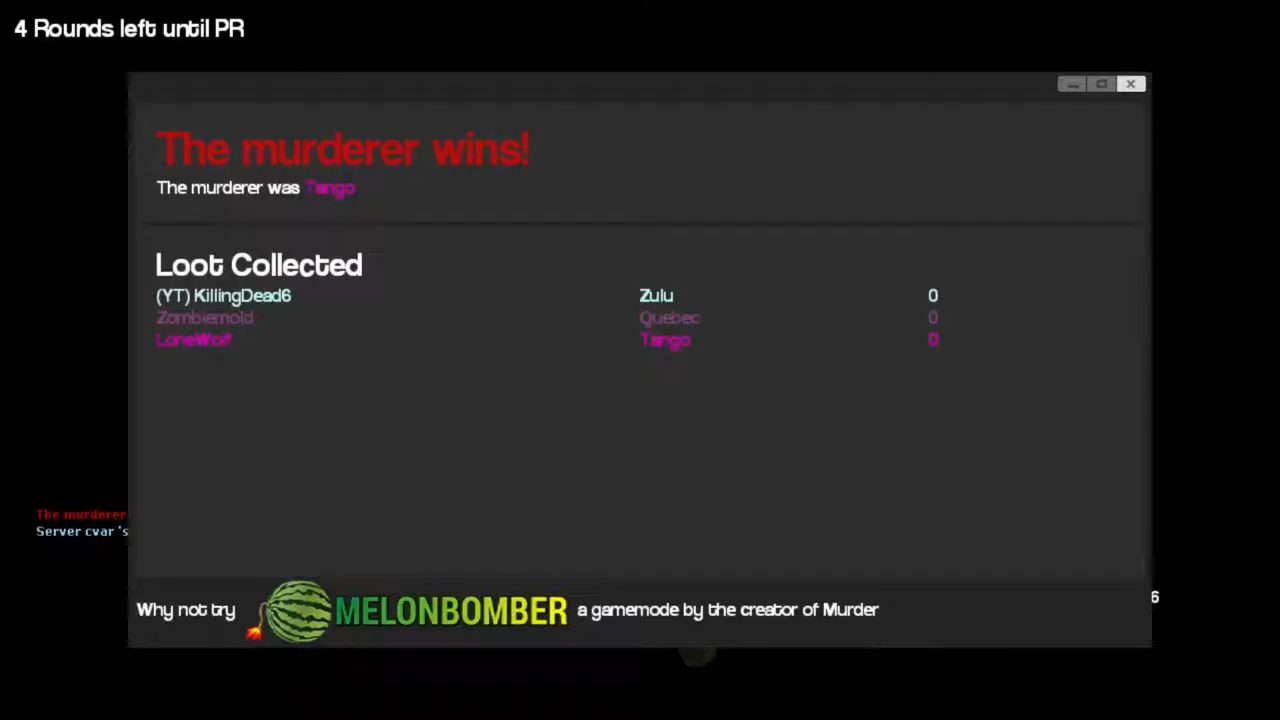 4 Rounds left until PR
The murderer wins!
The murderer was Tango
Loot Collected
(YT) KillingDead6 Zulu 0
Zombiemold Quebec 0
LoneWolf Tango 0
The murderer
Server cvar 's
6
Why not try MELONBOMBER a gamemode by the creator of Murder